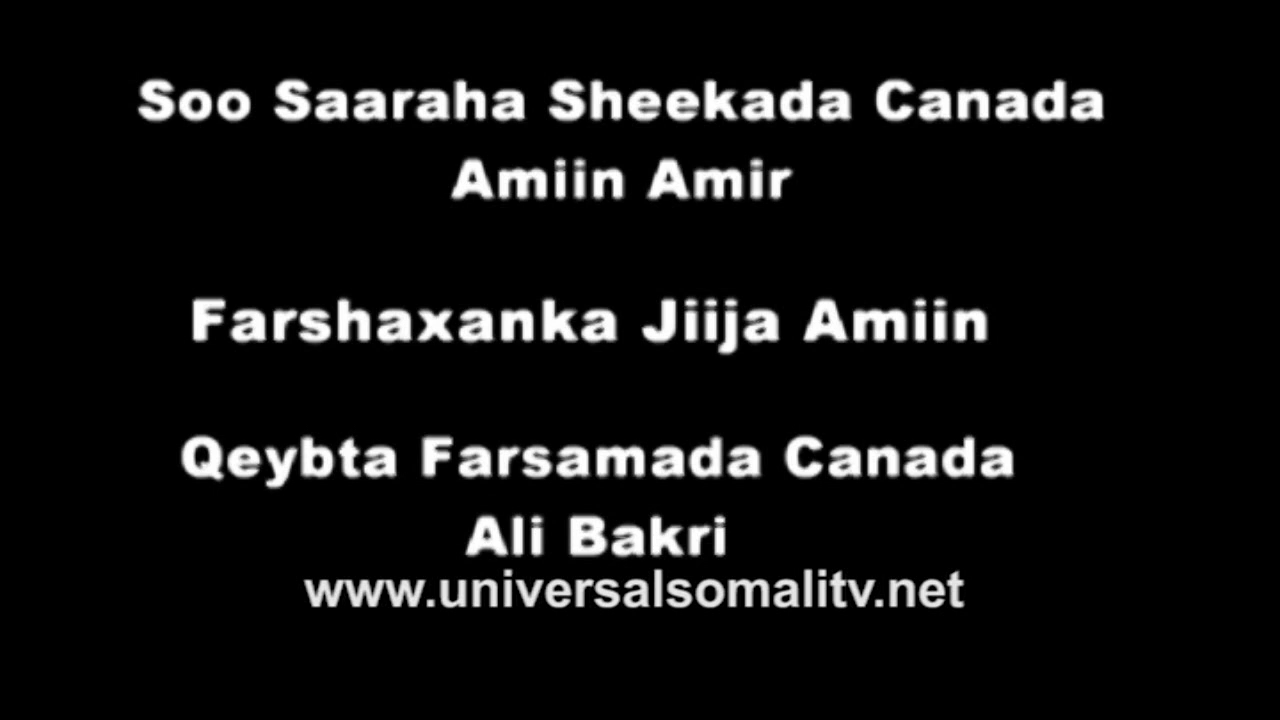 Soo Saaraha Sheekada Canada
Amiin Amir
Farshaxanka Jiija Amiin
Qeybta Farsamada Canada
Ali Bakri
www.universalsomalitv.net